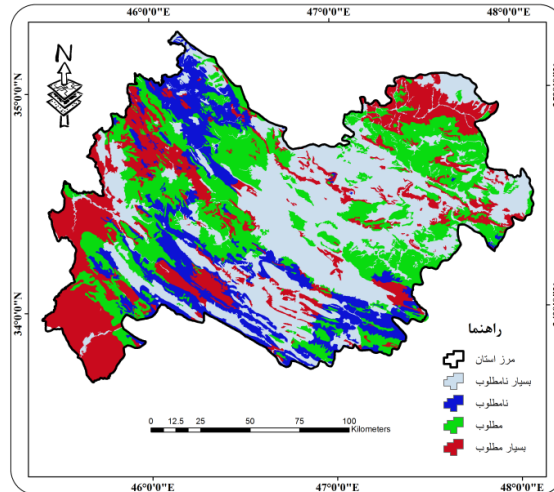 46°0'0"E 47°0'0"E 48°0'0"E
N
35°0'0"N
34°0'0"N
راهنما
مرز استان
بسیار نامطلوب
نامطلوب
مطلوب
بسیار مطلوب
0 12.5 25 50 75 100
Kilometers
46°0'0"E 47°0'0"E 48°0'0"E